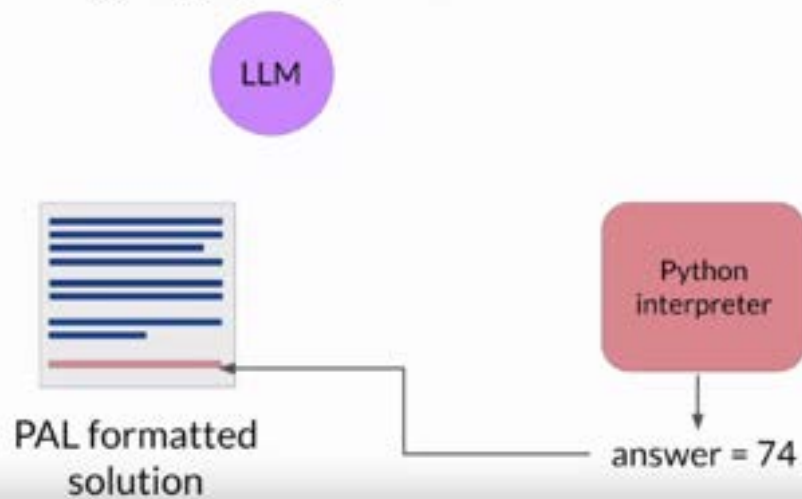 LLM
Python
interpreter
PAL formatted
solution
answer = 74